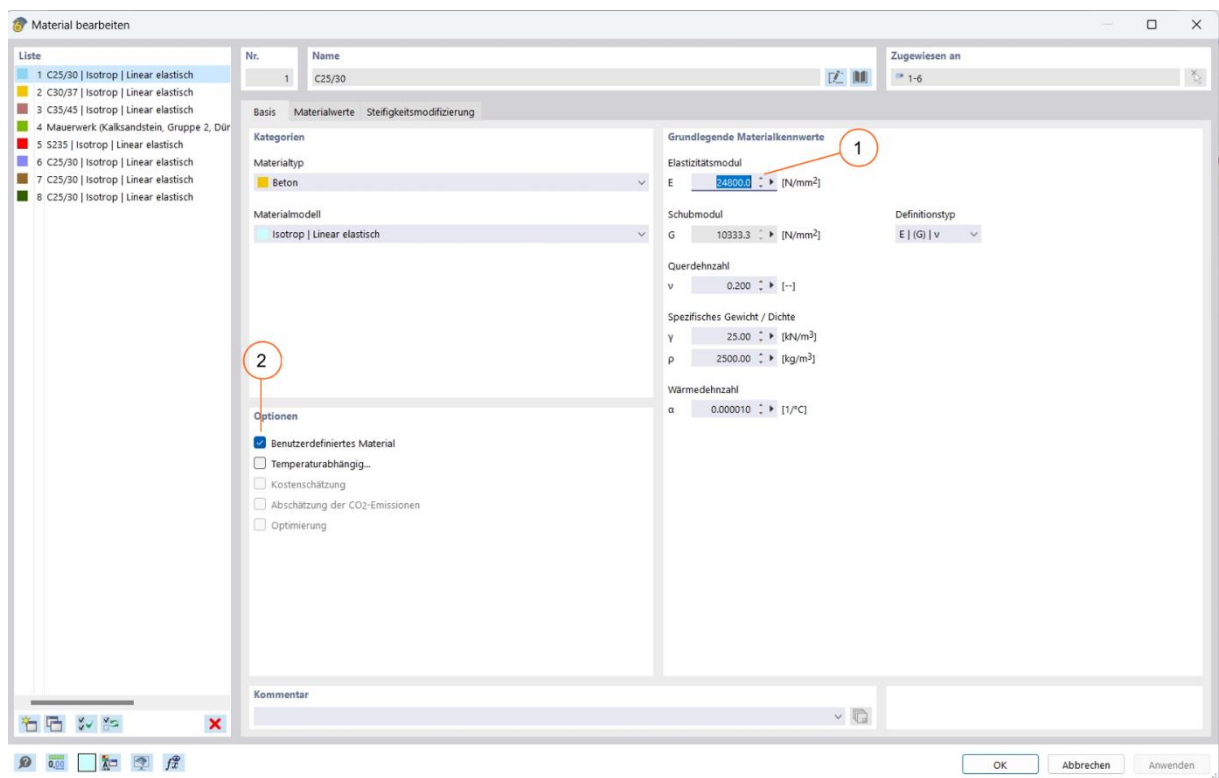 Material bearbeiten
Liste
1 C25/30 | Isotrop | Linear elastisch
2 C30/37 | Isotrop | Linear elastisch
3 C35/45 | Isotrop | Linear elastisch
4 Mauerwerk (Kalksandstein, Gruppe 2, Dür
5 S235 | Isotrop | Linear elastisch
6 C25/30 | Isotrop | Linear elastisch
7 C25/30 | Isotrop | Linear elastisch
8 C25/30 | Isotrop | Linear elastisch
Nr.
1
Name
C25/30
Zugewiesen an
1-6
Basis Materialwerte Steifigkeitsmodifizierung
Kategorien
Materialtyp
Beton
Materialmodell
Isotrop | Linear elastisch
2
Optionen
Benutzerdefiniertes Material
Temperaturabhängig...
Kostenschätzung
Abschätzung der CO2-Emissionen
Optimierung
Grundlegende Materialkennwerte
1
Elastizitätsmodul
E 24800.0 [N/mm2]
Schubmodul
G 10333.3 [N/mm2]
Definitionstyp
E | (G) | ν
Querdehnzahl
ν 0.200 [--]
Spezifisches Gewicht / Dichte
γ 25.00 [kN/m3]
ρ 2500.00 [kg/m3]
Wärmedehnzahl
α 0.000010 [1/°C]
Kommentar
0,00
OK Abbrechen Anwenden